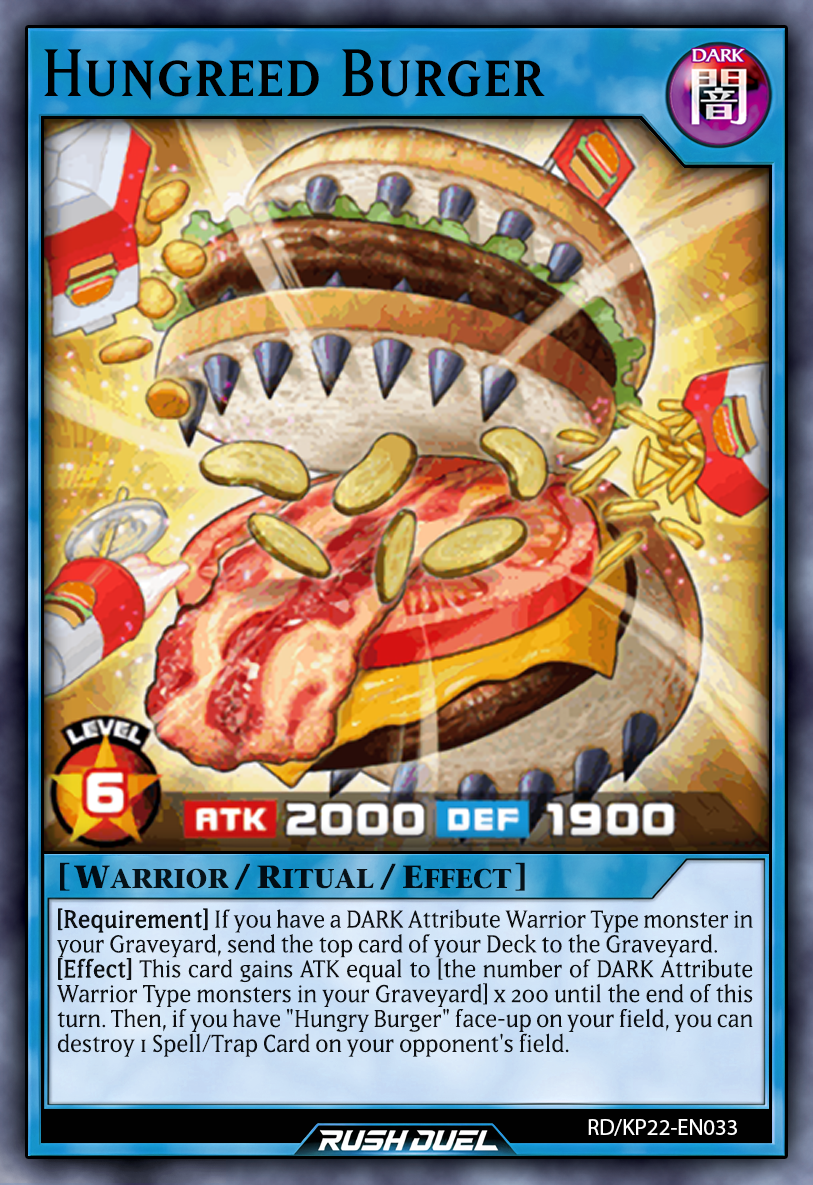 Hungreed Burger
DARK
闇
LEVEL
6
ATK 2000 DEF 1900
[Warrior / Ritual / Effect]
[Requirement] If you have a DARK Attribute Warrior Type monster in
your Graveyard, send the top card of your Deck to the Graveyard.
[Effect] This card gains ATK equal to [the number of DARK Attribute
Warrior Type monsters in your Graveyard] x 200 until the end of this
turn. Then, if you have "Hungry Burger" face-up on your field, you can
destroy 1 Spell/Trap Card on your opponent's field.
RD/KP22-EN033
RUSH DUEL